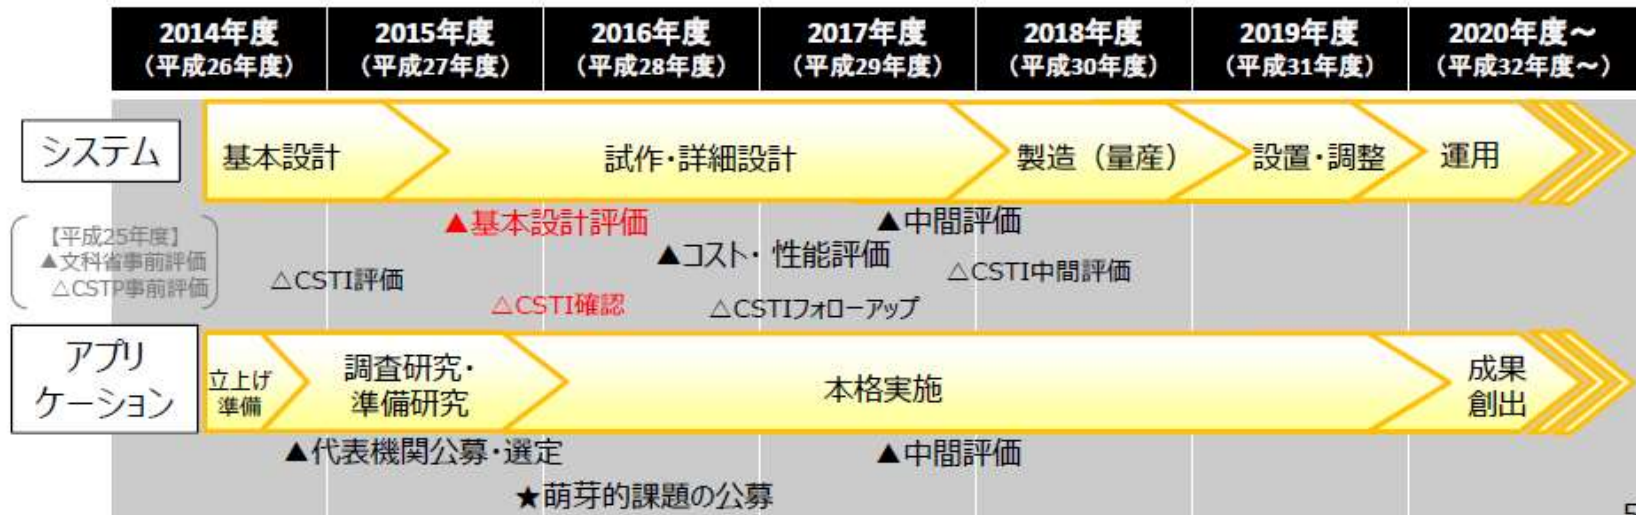 2014年度
(平成26年度)
2015年度
(平成27年度)
2016年度
(平成28年度)
2017年度
(平成29年度)
2018年度
(平成30年度)
2019年度
(平成31年度)
2020年度～
(平成32年度～)
システム
基本設計
試作・詳細設計
製造（量産）
設置・調整
運用
【平成25年度】
▲文科省事前評価
△CSTP事前評価
▲基本設計評価
▲中間評価
▲コスト・性能評価
△CSTI評価
△CSTI中間評価
△CSTI確認
△CSTIフォローアップ
アプリ
ケーション
立上げ
準備
調査研究・
準備研究
本格実施
成果
創出
▲代表機関公募・選定
▲中間評価
★萌芽的課題の公募
5